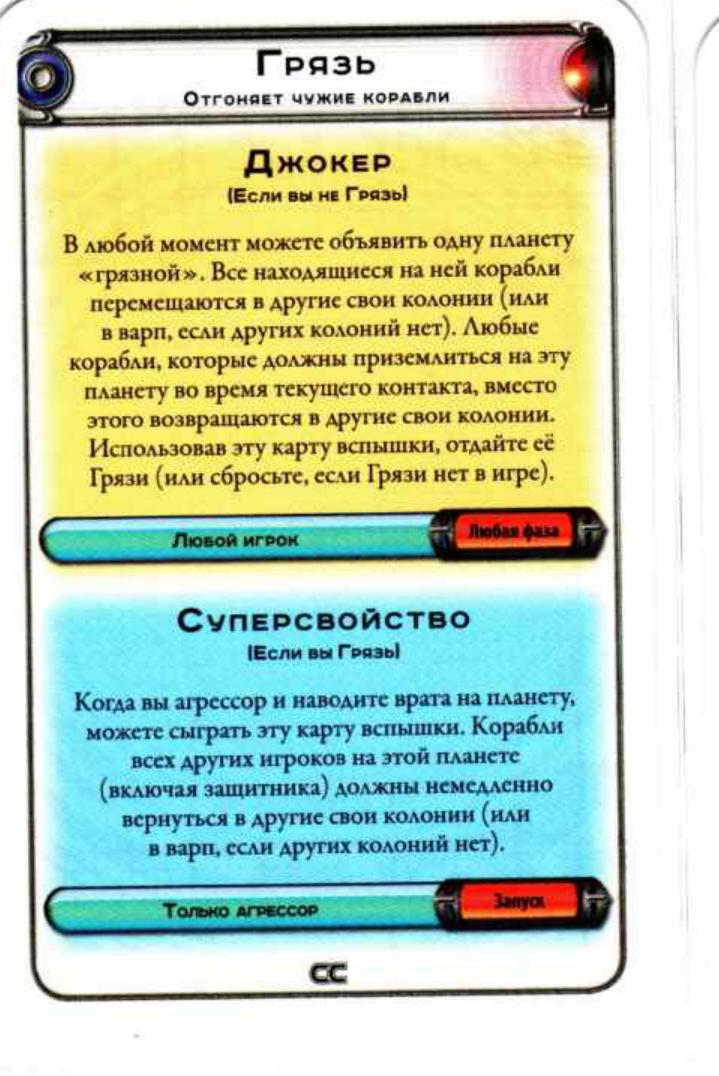 Грязь
Отгоняет чужие корабли
Джокер
(Если вы не Грязь)
В любой момент можете объявить одну планету
«грязной». Все находящиеся на ней корабли
перемещаются в другие свои колонии (или
в варп, если других колоний нет). Любые
корабли, которые должны приземлиться на эту
планету во время текущего контакта, вместо
этого возвращаются в другие свои колонии.
Использовав эту карту вспышки, отдайте её
Грязи (или сбросьте, если Грязи нет в игре).
Любой игрок
Любая фаза
Суперсвойство
(Если вы Грязь)
Когда вы агрессор и наводите врата на планету,
можете сыграть эту карту вспышки. Корабли
всех других игроков на этой планете
(включая защитника) должны немедленно
вернуться в другие свои колонии (или
в варп, если других колоний нет).
Только агрессор
Запуск
CC